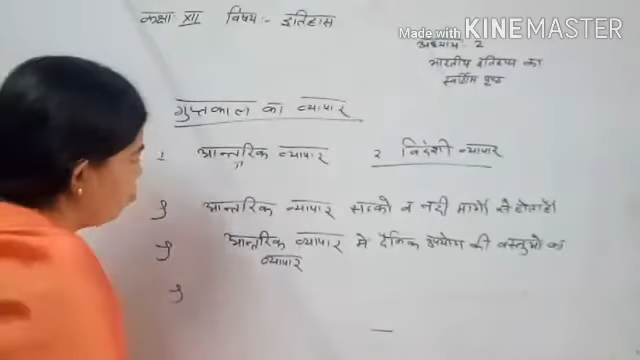 Made with KINEMASTER
कक्षा XII विषय:- इतिहास
अध्याय: 2
भारतीय इतिहास का
स्वर्णिम पृष्ठ
गुप्तकाल का व्यापार
1 आन्तरिक व्यापार 2 विदेशी व्यापार
आन्तरिक व्यापार सड़को व नदी मार्गो से होता है।
आन्तरिक व्यापार मे दैनिक उपयोग की वस्तुओ का
व्यापार